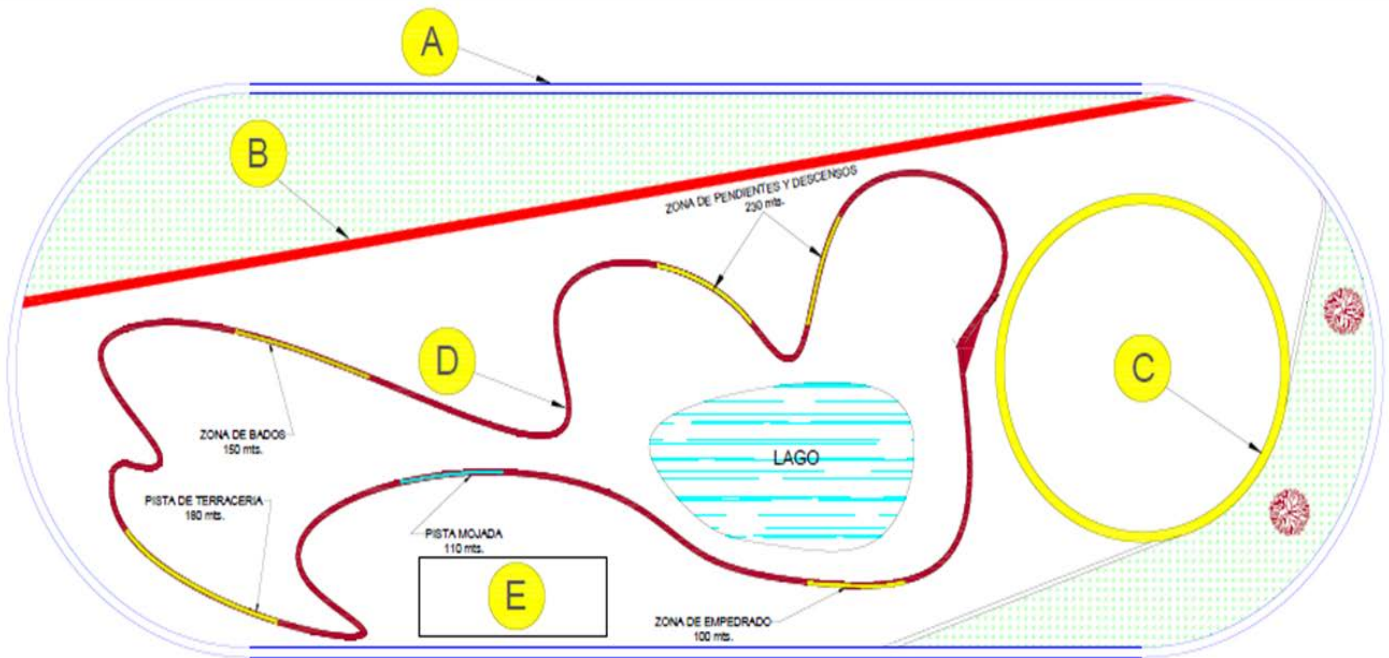 A
B
ZONA DE PENDIENTES Y DESCENSOS
230 mts.
D
C
ZONA DE BADOS
150 mts.
LAGO
PISTA DE TERRACERIA
180 mts.
PISTA MOJADA
110 mts.
E
ZONA DE EMPEDRADO
100 mts.